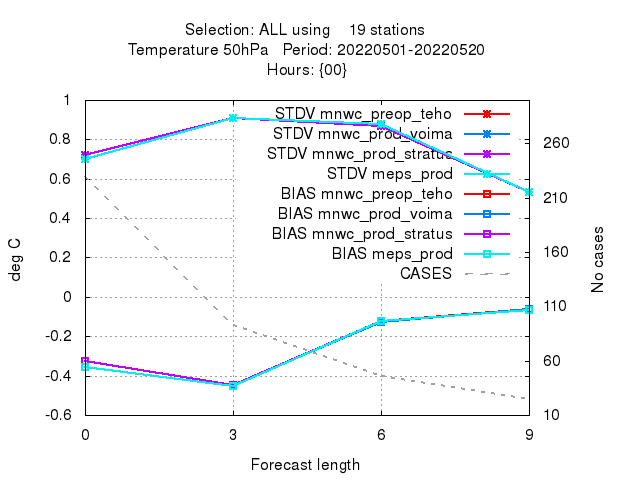 Selection: ALL using 19 stations
Temperature 50hPa Period: 20220501-20220520
Hours: {00}
1
0.8
0.6
0.4
0.2
0
-0.2
-0.4
-0.6
deg C
STDV mnwc_preop_teho
STDV mnwc_prod_voima
STDV mnwc_prod_stratus
STDV meps_prod
BIAS mnwc_preop_teho
BIAS mnwc_prod_voima
BIAS mnwc_prod_stratus
BIAS meps_prod
CASES
260
210
160
110
60
10
No cases
0 3 6 9
Forecast length